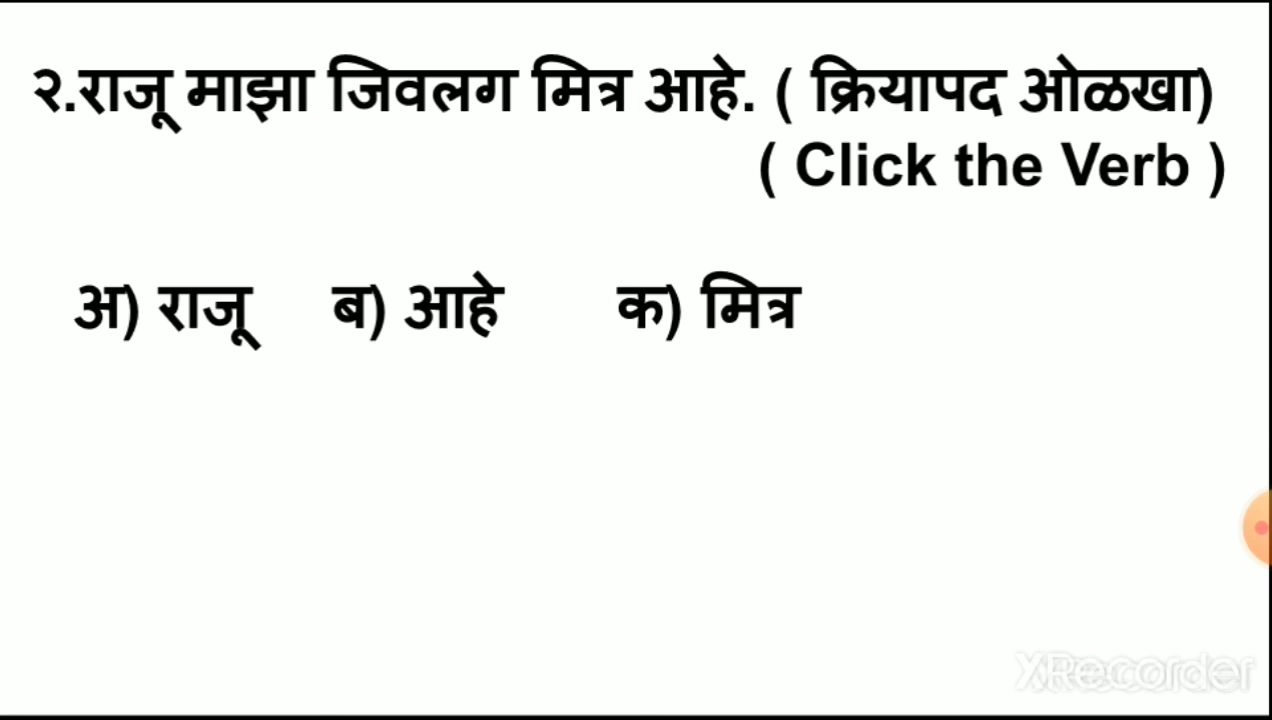 २.राजू माझा जिवलग मित्र आहे. ( क्रियापद ओळखा)
( Click the Verb )
अ) राजू ब) आहे क) मित्र
XRecorder